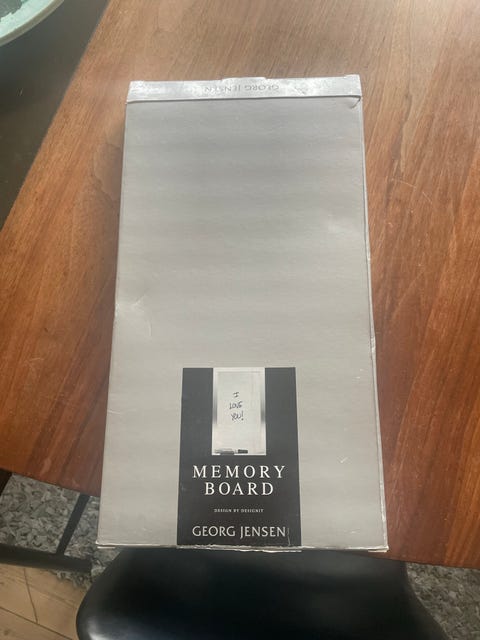 GEORG JENSEN
I
LOVE
YOU!
MEMORY
BOARD
DESIGN BY DESIGNIT
GEORG JENSEN